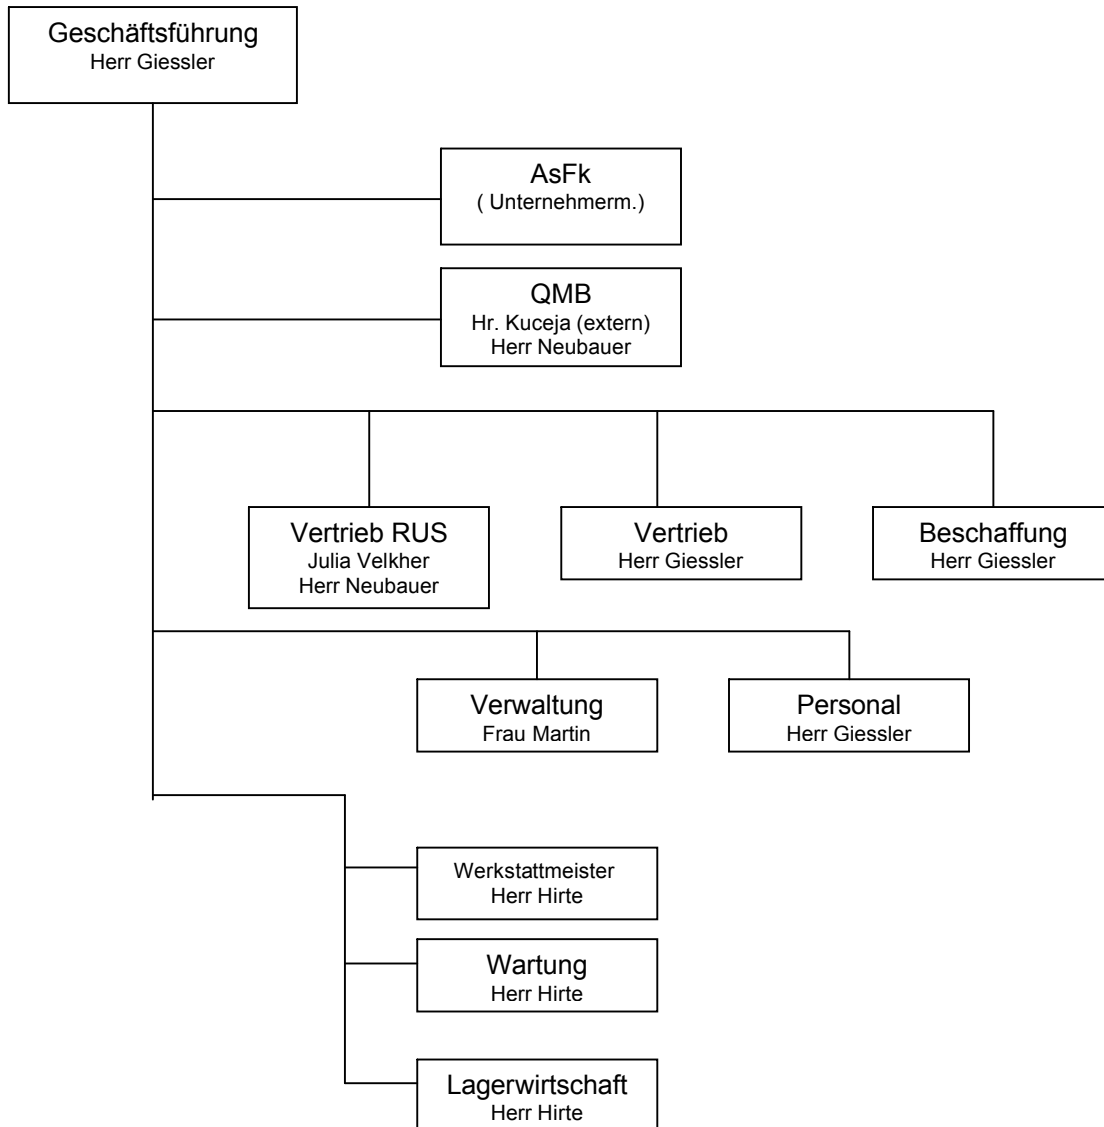 Geschäftsführung
Herr Giessler
AsFk
( Unternehmerm.)
QMB
Hr. Kuceja (extern)
Herr Neubauer
Vertrieb RUS
Julia Velkher
Herr Neubauer
Vertrieb
Herr Giessler
Beschaffung
Herr Giessler
Verwaltung
Frau Martin
Personal
Herr Giessler
Werkstattmeister
Herr Hirte
Wartung
Herr Hirte
Lagerwirtschaft
Herr Hirte